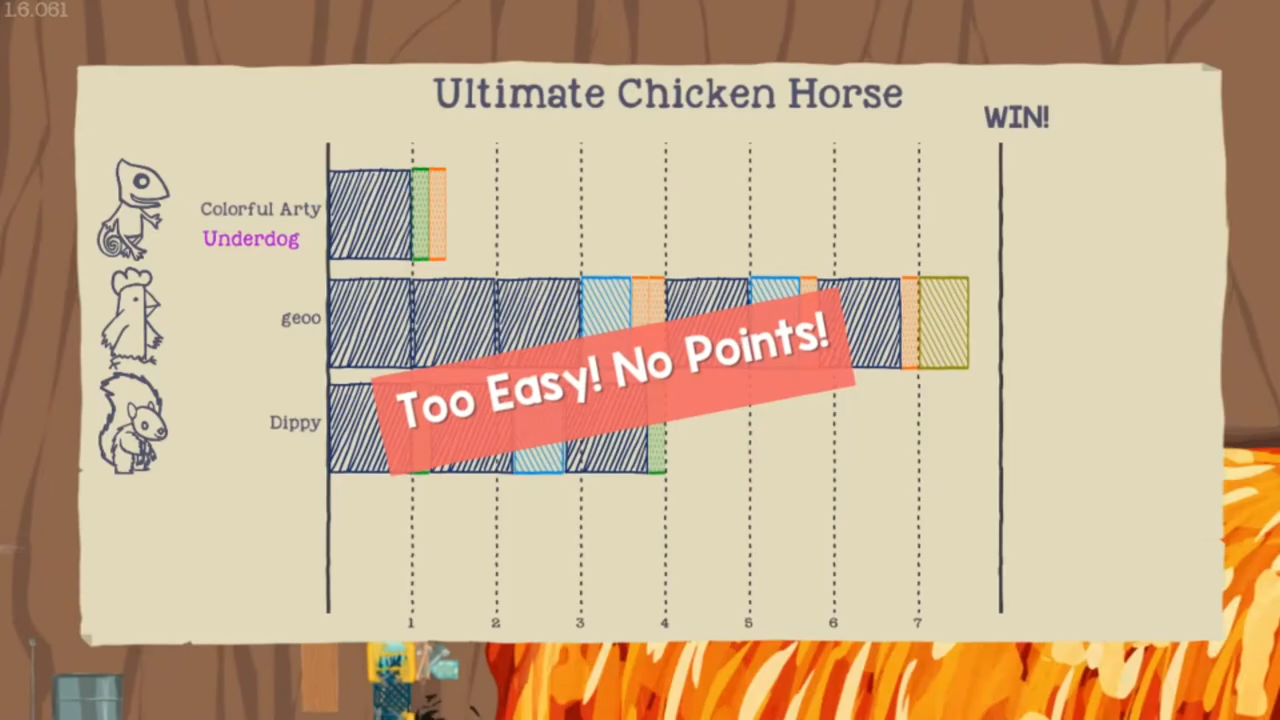 1.6.061
Ultimate Chicken Horse
WIN!
Colorful Arty
Underdog
geoo
Too Easy! No Points!
Dippy
1 2 3 4 5 6 7